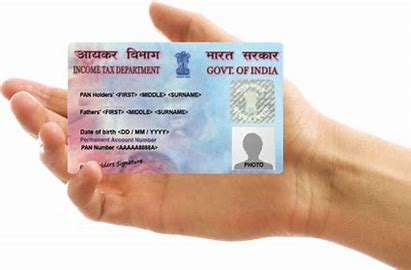 आयकर विभाग
भारत सरकार
INCOME TAX DEPARTMENT
GOVT. OF INDIA
PAN Holders' <FIRST> <MIDDLE> <SURNAME>
Fathers' <FIRST> <MIDDLE> <SURNAME>
Date of birth <DD / MM / YYYY>
Permanent Account Number
PAN Number <AAAAA8888A>
Holders Signature
PHOTO